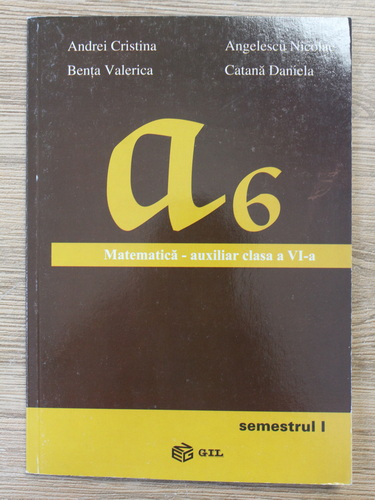 Andrei Cristina Angelescu Nicolae
Bența Valerica Catană Daniela
a6
Matematică - auxiliar clasa a VI-a
semestrul I
GIL